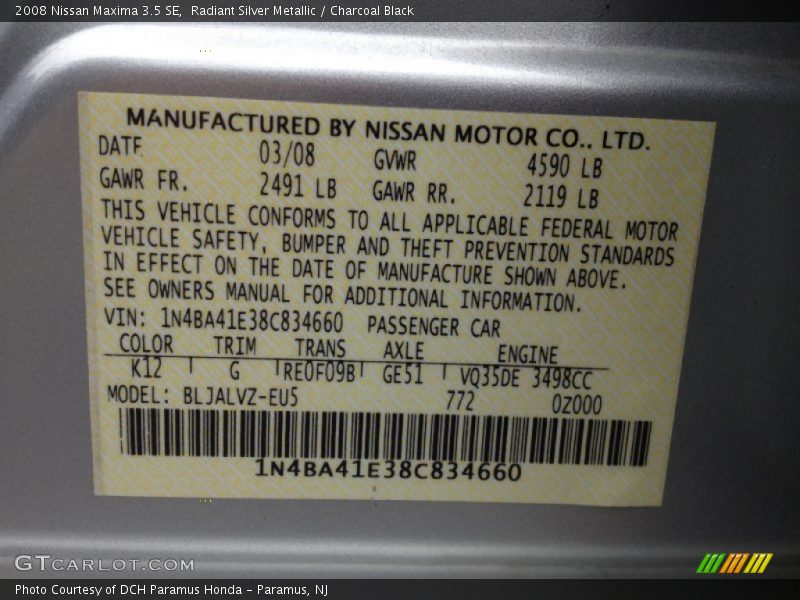 2008 Nissan Maxima 3.5 SE,  Radiant Silver Metallic / Charcoal Black
MANUFACTURED BY NISSAN MOTOR CO., LTD.
DATE 03/08 GVWR 4590 LB
GAWR FR. 2491 LB GAWR RR. 2119 LB
THIS VEHICLE CONFORMS TO ALL APPLICABLE FEDERAL MOTOR
VEHICLE SAFETY, BUMPER AND THEFT PREVENTION STANDARDS
IN EFFECT ON THE DATE OF MANUFACTURE SHOWN ABOVE.
SEE OWNERS MANUAL FOR ADDITIONAL INFORMATION.
VIN: 1N4BA41E38C834660 PASSENGER CAR
COLOR TRIM TRANS AXLE ENGINE
K12 G RE0F09B GE51 VQ35DE 3498CC
MODEL: BLJALVZ-EU5 772 0Z000
1N4BA41E38C834660
GTCARLOT.COM
Photo Courtesy of DCH Paramus Honda - Paramus, NJ